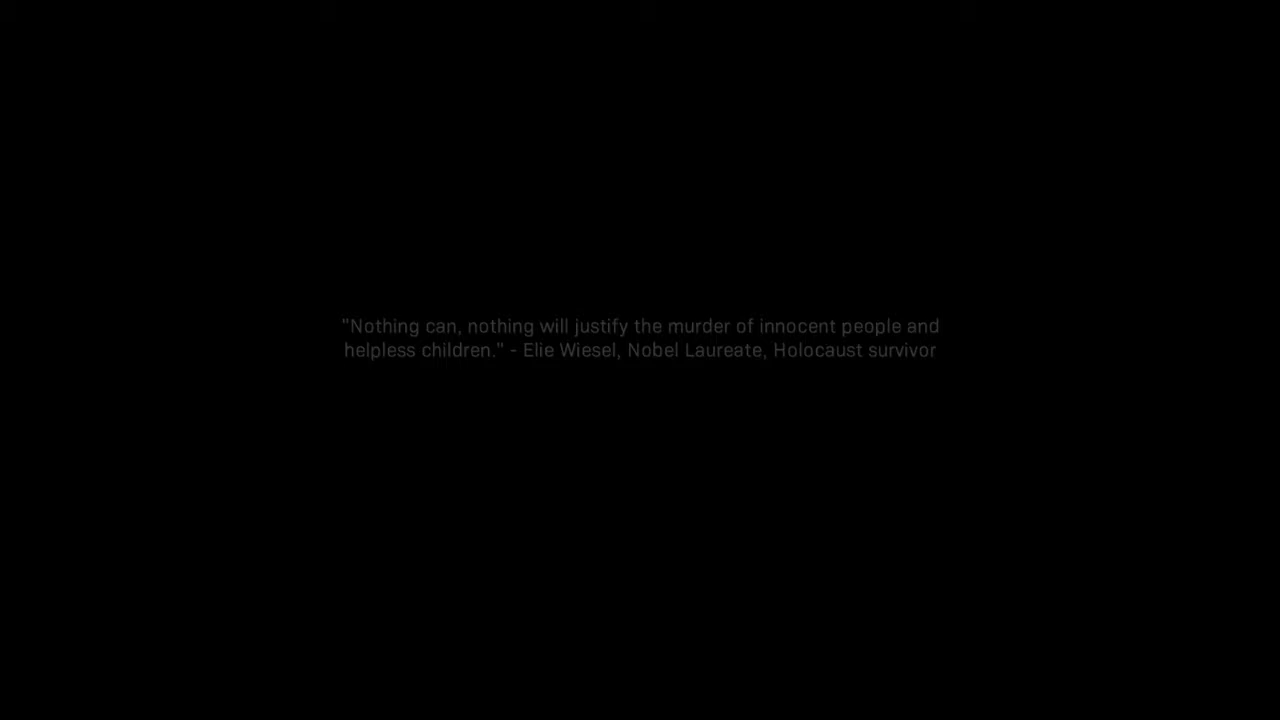 "Nothing can, nothing will justify the murder of innocent people and
helpless children." - Elie Wiesel, Nobel Laureate, Holocaust survivor